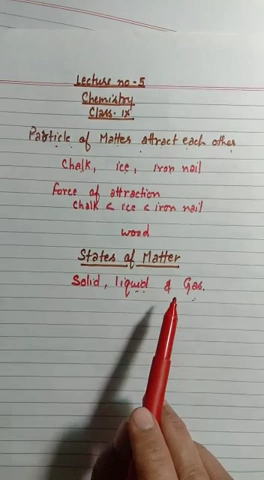 Lecture no-5
Chemistry
Class-IX
Particle of Matter attract each other
Chalk, ice, iron nail
Force of attraction
Chalk < ice < iron nail
wood
States of Matter
Solid, liquid & Gas.